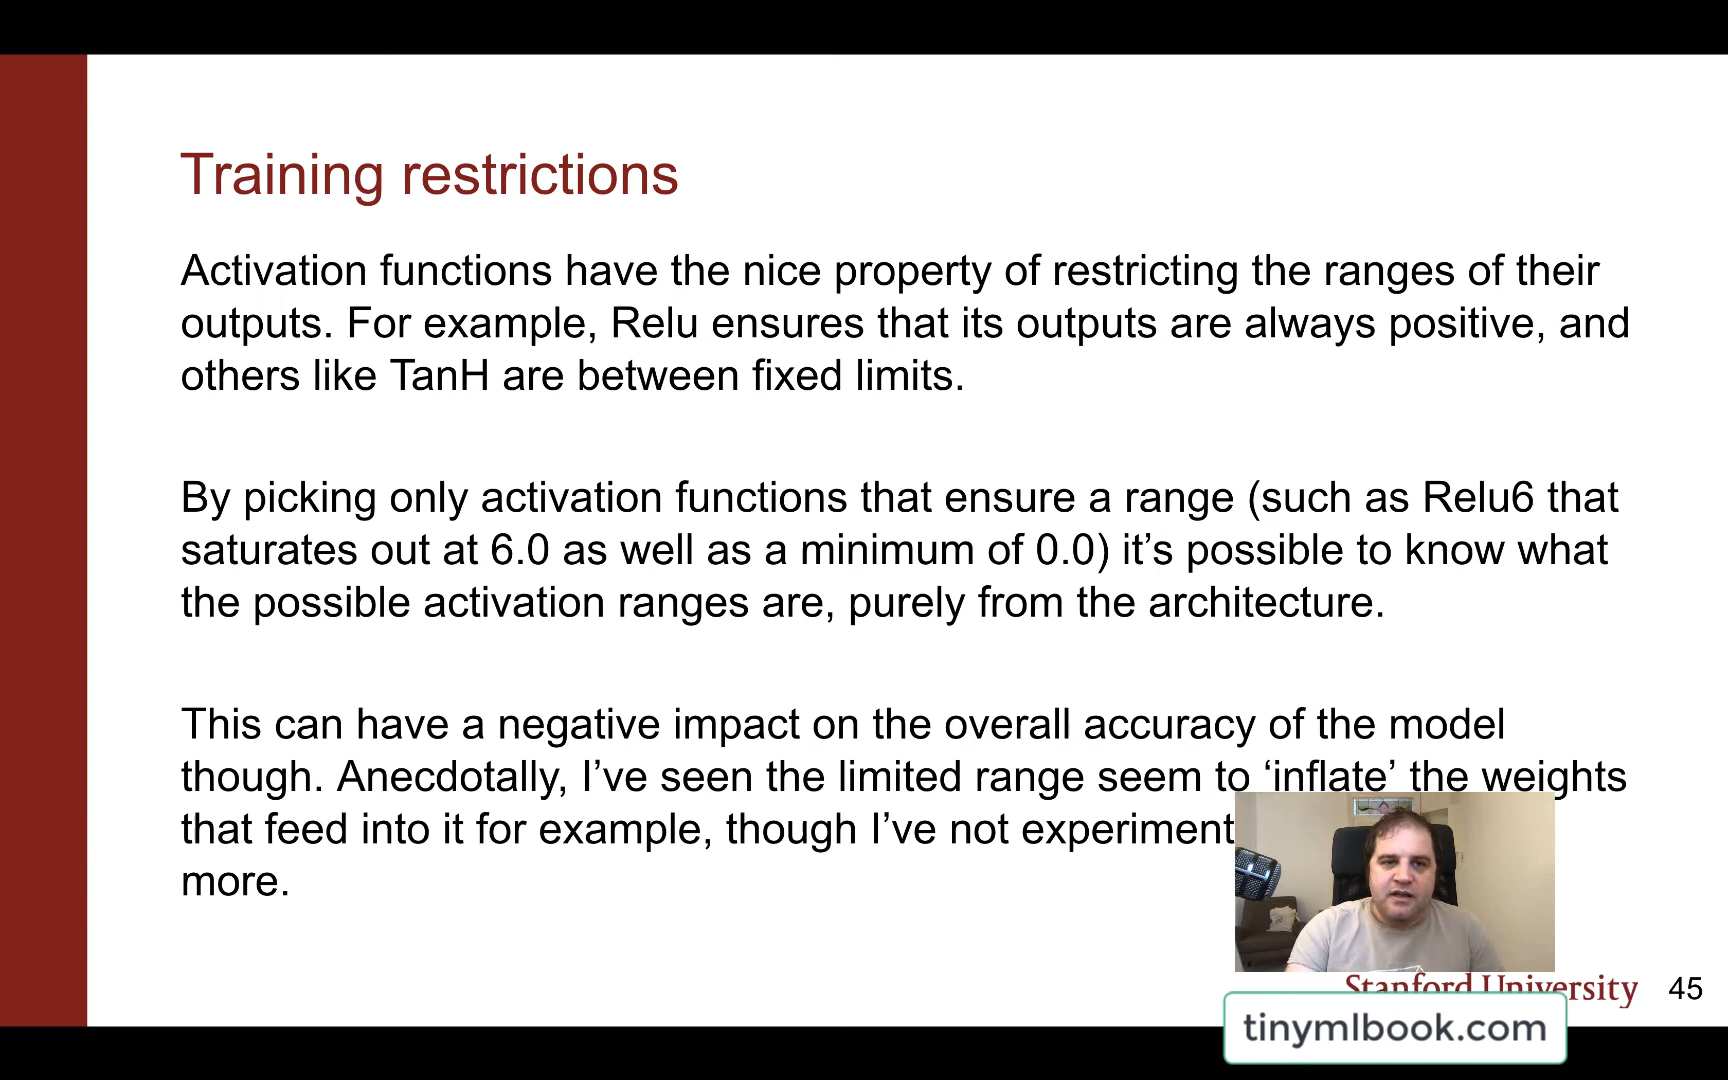 Training restrictions
Activation functions have the nice property of restricting the ranges of their
outputs. For example, Relu ensures that its outputs are always positive, and
others like TanH are between fixed limits.
By picking only activation functions that ensure a range (such as Relu6 that
saturates out at 6.0 as well as a minimum of 0.0) it’s possible to know what
the possible activation ranges are, purely from the architecture.
This can have a negative impact on the overall accuracy of the model
though. Anecdotally, I’ve seen the limited range seem to ‘inflate’ the weights
that feed into it for example, though I’ve not experiment
more.
Stanford University 45
tinymlbook.com